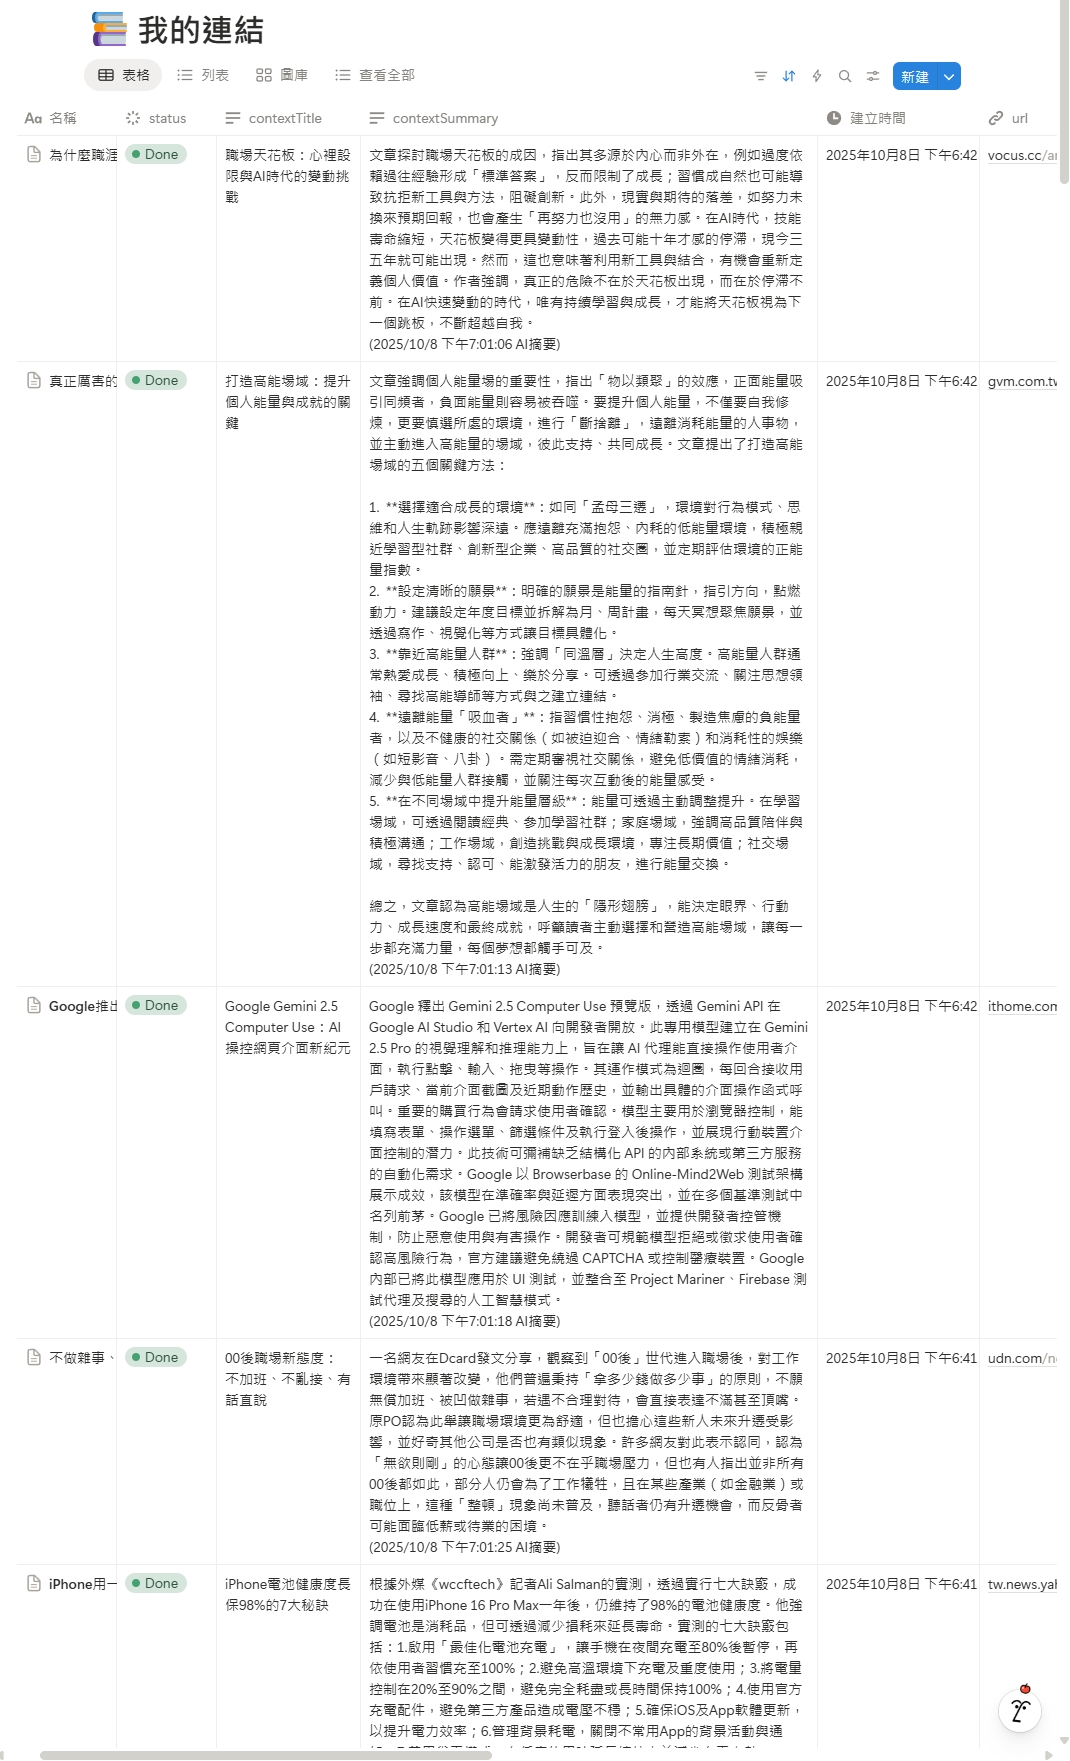 我的連結
表格 列表 圖庫 查看全部 新建
Aa 名稱 status contextTitle contextSummary 建立時間 url
為什麼職涯 Done 職場天花板：心裡設 文章探討職場天花板的成因，指出其多源於內心而非外在，例如過度依 2025年10月8日 下午6:42 vocus.cc/ar
限與AI時代的變動挑 賴過往經驗形成「標準答案」，反而限制了成長；習慣成自然也可能導
戰 致抗拒新工具與方法，阻礙創新。此外，現實與期待的落差，如努力未
換來預期回報，也會產生「再努力也沒用」的無力感。在AI時代，技能
壽命縮短，天花板變得更具變動性，過去可能十年才感的停滯，現今三
五年就可能出現。然而，這也意味著利用新工具與結合，有機會重新定
義個人價值。作者強調，真正的危險不在於天花板出現，而在於停滯不
前。在AI快速變動的時代，唯有持續學習與成長，才能將天花板視為下
一個跳板，不斷超越自我。
(2025/10/8 下午7:01:06 AI摘要)
真正厲害的 Done 打造高能場域：提升 文章強調個人能量場的重要性，指出「物以類聚」的效應，正面能量吸 2025年10月8日 下午6:42 gvm.com.tw
個人能量與成就的關 引同頻者，負面能量則容易被吞噬。要提升個人能量，不僅要自我修
鍵 煉，更要慎選所處的環境，進行「斷捨離」，遠離消耗能量的人事物，
並主動進入高能量的場域，彼此支持、共同成長。文章提出了打造高能
場域的五個關鍵方法：
1. **選擇適合成長的環境**：如同「孟母三遷」，環境對行為模式、思
維和人生軌跡影響深遠。應遠離充滿抱怨、內耗的低能量環境，積極親
近學習型社群、創新型企業、高品質的社交圈，並定期評估環境的正能
量指數。
2. **設定清晰的願景**：明確的願景是能量的指南針，指引方向，點燃
動力。建議設定年度目標並拆解為月、周計畫，每天冥想聚焦願景，並
透過寫作、視覺化等方式讓目標具體化。
3. **靠近高能量人群**：強調「同溫層」決定人生高度。高能量人群通
常熱愛成長、積極向上、樂於分享。可透過參加行業交流、關注思想領
袖、尋找高能導師等方式與之建立連結。
4. **遠離能量「吸血者」**：指習慣性抱怨、消極、製造焦慮的負能量
者，以及不健康的社交關係（如被迫迎合、情緒勒索）和消耗性的娛樂
（如短影音、八卦）。需定期審視社交關係，避免低價值的情緒消耗，
減少與低能量人群接觸，並關注每次互動後的能量感受。
5. **在不同場域中提升能量層級**：能量可透過主動調整提升。在學習
場域，可透過閱讀經典、參加學習社群；家庭場域，強調高品質陪伴與
積極溝通；工作場域，創造挑戰與成長環境，專注長期價值；社交場
域，尋找支持、認可、能激發活力的朋友，進行能量交換。
總之，文章認為高能場域是人生的「隱形翅膀」，能決定眼界、行動
力、成長速度和最終成就，呼籲讀者主動選擇和營造高能場域，讓每一
步都充滿力量，每個夢想都觸手可及。
(2025/10/8 下午7:01:13 AI摘要)
Google推出 Done Google Gemini 2.5 Google 釋出 Gemini 2.5 Computer Use 預覽版，透過 Gemini API 在 2025年10月8日 下午6:42 ithome.com
Computer Use：AI Google AI Studio 和 Vertex AI 向開發者開放。此專用模型建立在 Gemini
操控網頁介面新紀元 2.5 Pro 的視覺理解和推理能力上，旨在讓 AI 代理能直接操作使用者介
面，執行點擊、輸入、拖曳等操作。其運作模式為迴圈，每回合接收用
戶請求、當前介面截圖及近期動作歷史，並輸出具體的介面操作函式呼
叫。重要的購買行為會請求使用者確認。模型主要用於瀏覽器控制，能
填寫表單、操作選單、篩選條件及執行登入後操作，並展現行動裝置介
面控制的潛力。此技術可彌補缺乏結構化 API 的內部系統或第三方服務
的自動化需求。Google 以 Browserbase 的 Online-Mind2Web 測試架構
展示成效，該模型在準確率與延遲方面表現突出，並在多個基準測試中
名列前茅。Google 已將風險因應訓練入模型，並提供開發者控管機
制，防止惡意使用與有害操作。開發者可規範模型拒絕或徵求使用者確
認高風險行為，官方建議避免繞過 CAPTCHA 或控制醫療裝置。Google
內部已將此模型應用於 UI 測試，並整合至 Project Mariner、Firebase 測
試代理及搜尋的人工智慧模式。
(2025/10/8 下午7:01:18 AI摘要)
不做雜事、 Done 00後職場新態度： 一名網友在Dcard發文分享，觀察到「00後」世代進入職場後，對工作 2025年10月8日 下午6:41 udn.com/ne
不加班、不亂接、有 環境帶來顯著改變，他們普遍秉持「拿多少錢做多少事」的原則，不願
話直說 無償加班、被凹做雜事，若遇不合理對待，會直接表達不滿甚至頂嘴。
原PO認為此舉讓職場環境更為舒適，但也擔心這些新人未來升遷受影
響，並好奇其他公司是否也有類似現象。許多網友對此表示認同，認為
「無欲則剛」的心態讓00後更不在乎職場壓力，但也有人指出並非所有
00後都如此，部分人仍會為了工作犧牲，且在某些產業（如金融業）或
職位上，這種「整頓」現象尚未普及，聽話者仍有升遷機會，而反骨者
可能面臨低薪或待業的困境。
(2025/10/8 下午7:01:25 AI摘要)
iPhone用一 Done iPhone電池健康度長 根據外媒《wccftech》記者Ali Salman的實測，透過實行七大訣竅，成 2025年10月8日 下午6:41 tw.news.yah
保98%的7大秘訣 功在使用iPhone 16 Pro Max一年後，仍維持了98%的電池健康度。他強
調電池是消耗品，但可透過減少損耗來延長壽命。實測的七大訣竅包
括：1.啟用「最佳化電池充電」，讓手機在夜間充電至80%後暫停，再
依使用者習慣充至100%；2.避免高溫環境下充電及重度使用；3.將電量
控制在20%至90%之間，避免完全耗盡或長時間保持100%；4.使用官方
充電配件，避免第三方產品造成電壓不穩；5.確保iOS及App軟體更新，
以提升電力效率；6.管理背景耗電，關閉不常用App的背景活動與通